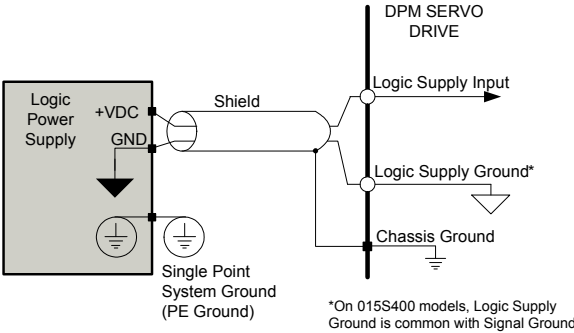 DPM SERVO
DRIVE
Logic
Power
Supply
+VDC
GND
Shield
Logic Supply Input
Logic Supply Ground*
Chassis Ground
Single Point
System Ground
(PE Ground)
*On 015S400 models, Logic Supply
Ground is common with Signal Ground